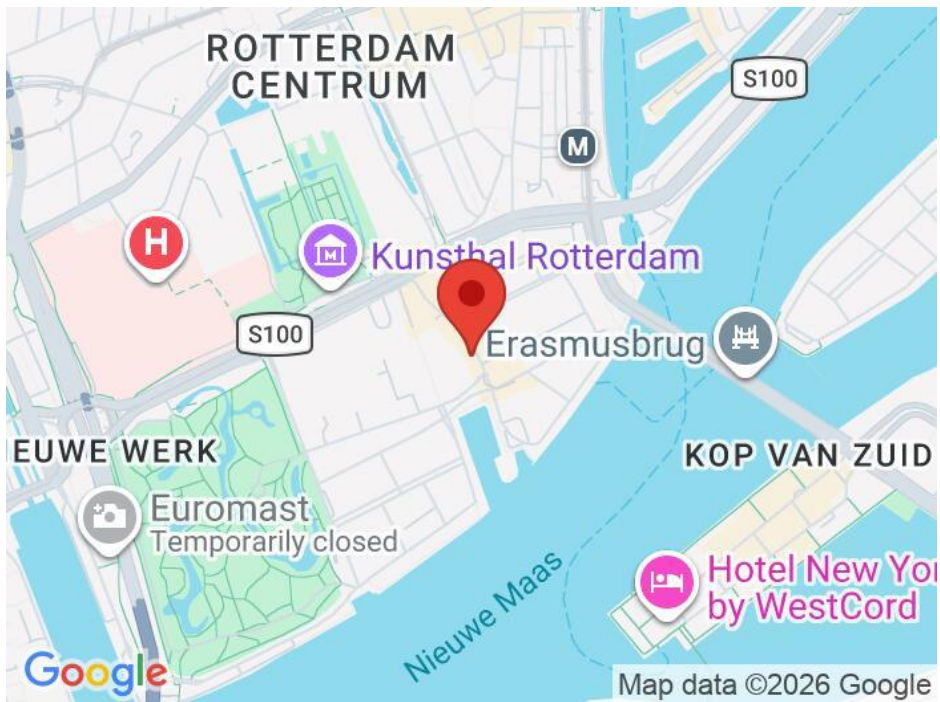 ROTTERDAM
CENTRUM
S100
M
H
M
Kunsthal Rotterdam
S100
Erasmusbrug
IEUWE WERK
KOP VAN ZUID
Euromast
Temporarily closed
Nieuwe Maas
Hotel New Yor
by WestCord
Google
Map data ©2026 Google